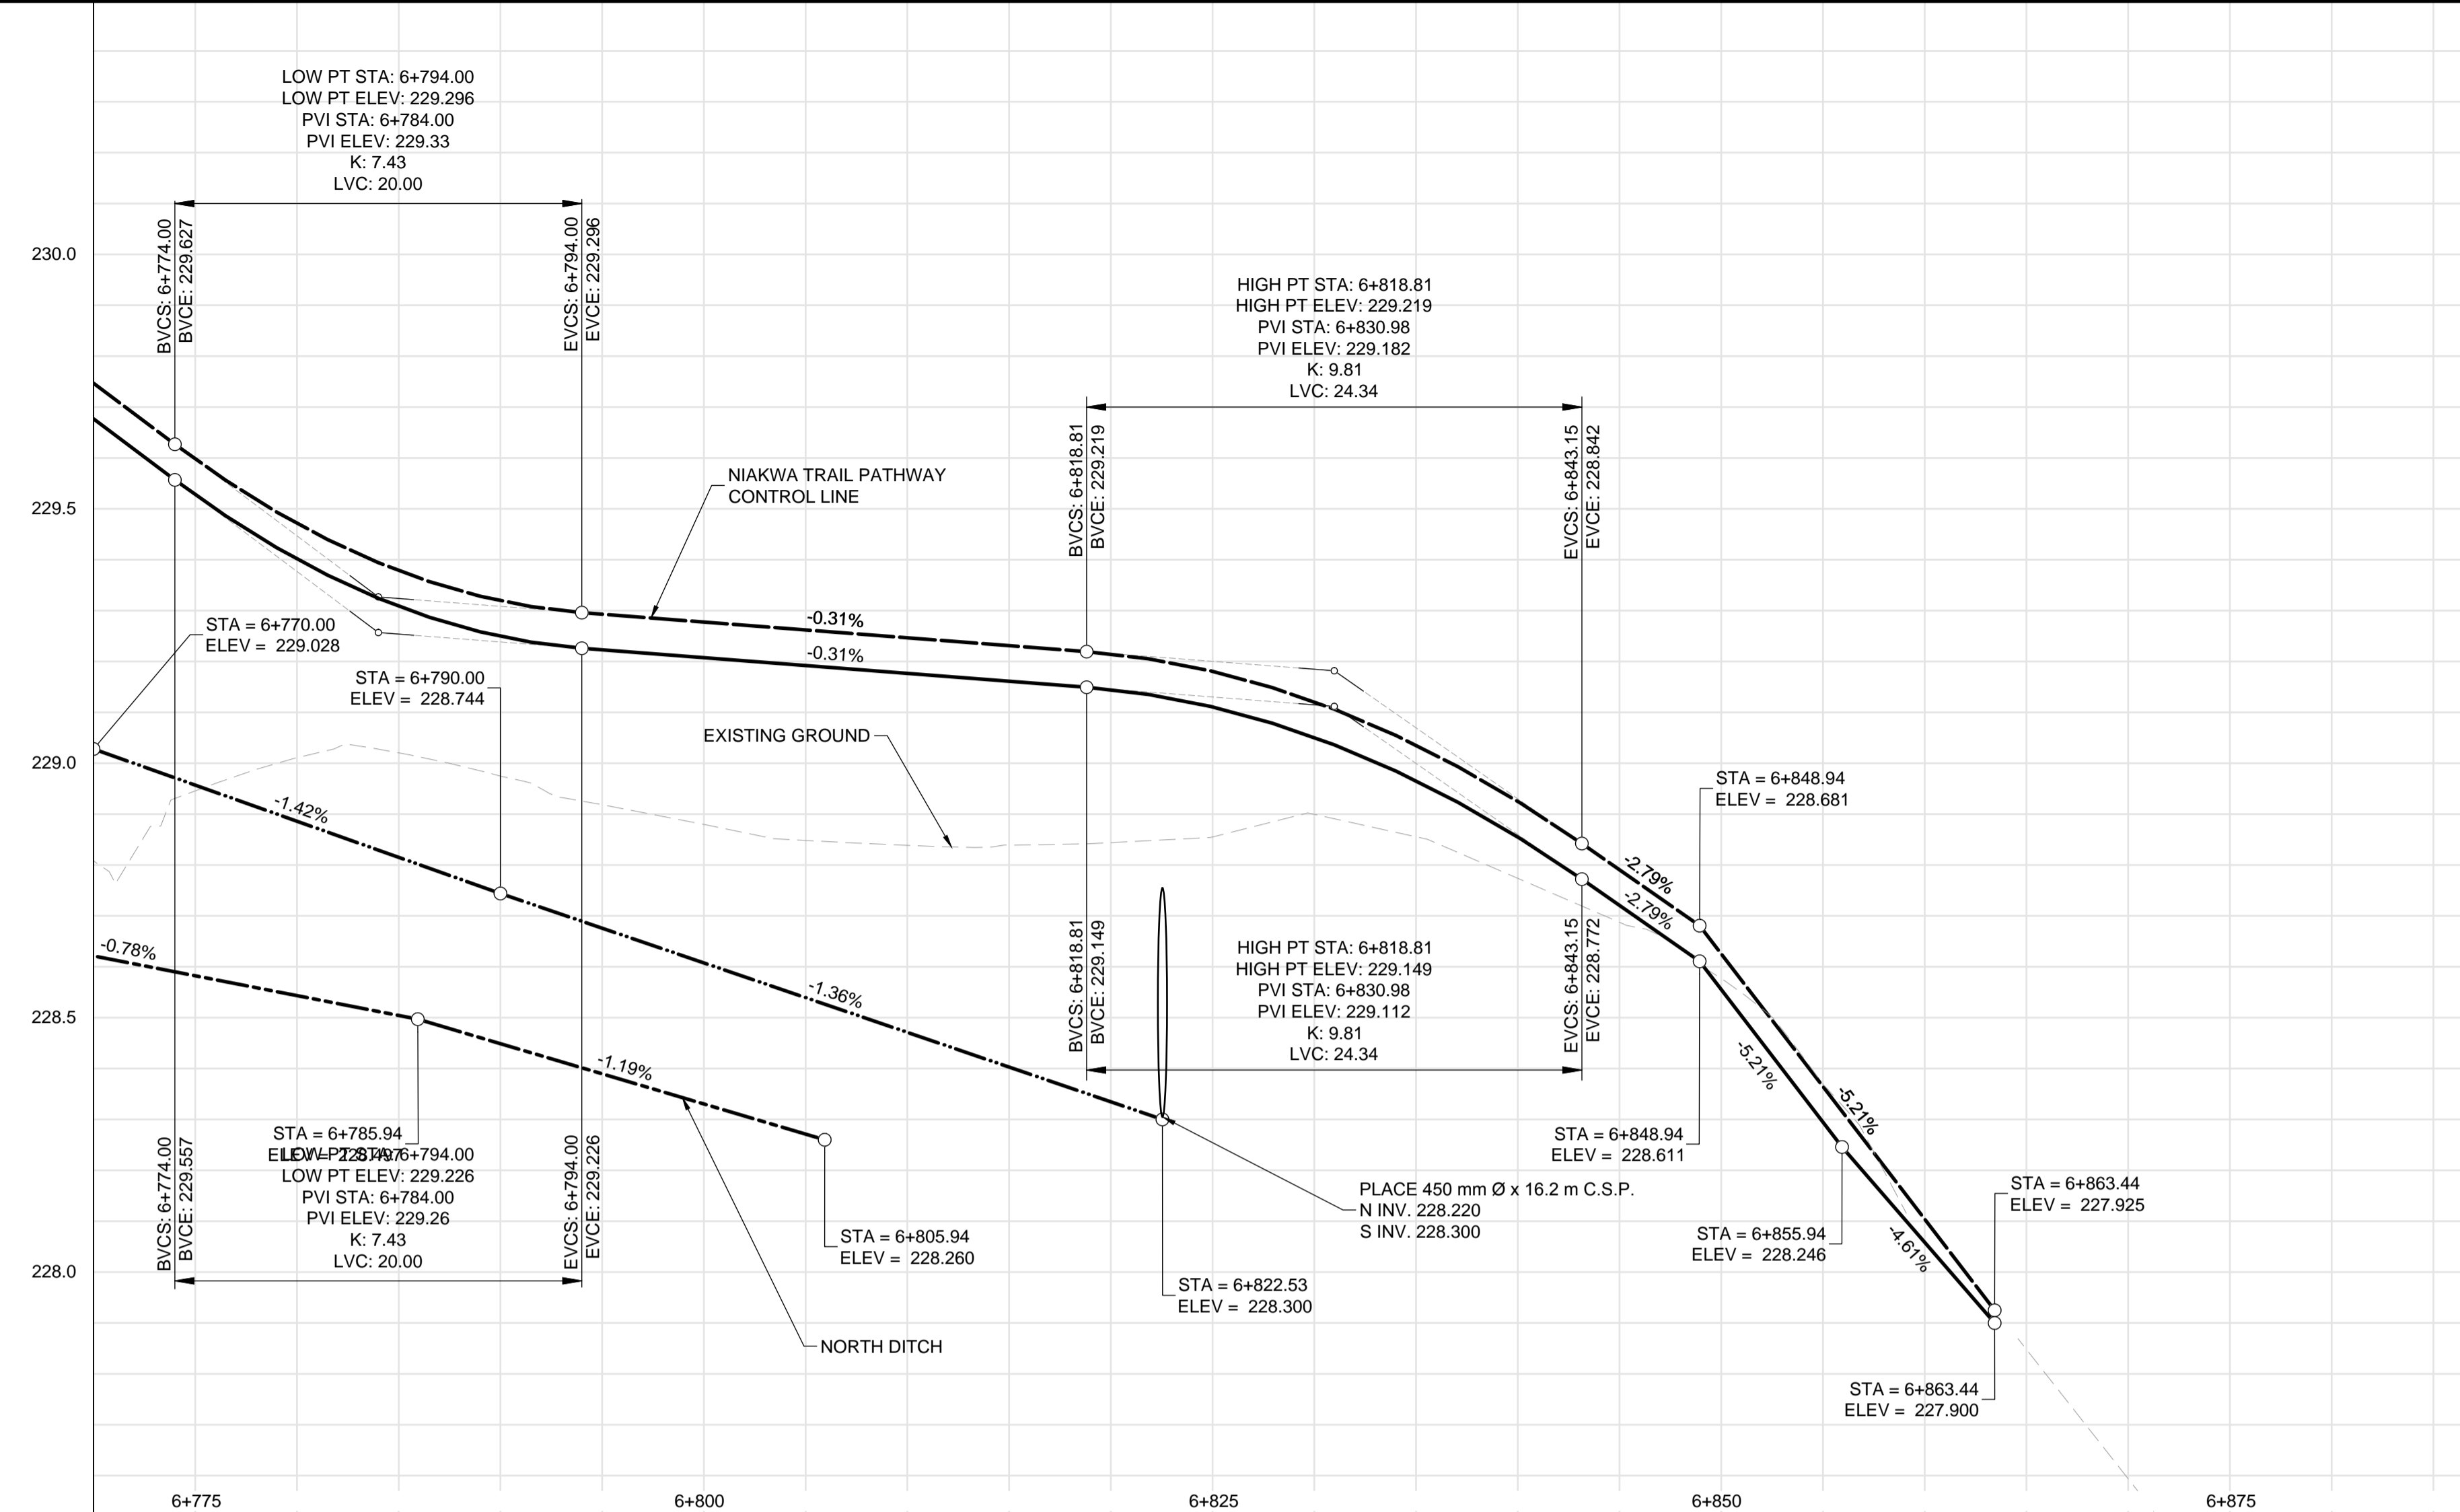 LOW PT STA: 6+794.00
LOW PT ELEV: 229.296
PVI STA: 6+784.00
PVI ELEV: 229.33
K: 7.43
LVC: 20.00
BVCS: 6+774.00
BVCE: 229.627
EVCS: 6+794.00
EVCE: 229.296
HIGH PT STA: 6+818.81
HIGH PT ELEV: 229.219
PVI STA: 6+830.98
PVI ELEV: 229.182
K: 9.81
LVC: 24.34
BVCS: 6+818.81
BVCE: 229.219
EVCS: 6+843.15
EVCE: 228.842
230.0
229.5
229.0
228.5
228.0
NIAKWA TRAIL PATHWAY
CONTROL LINE
-0.31%
-0.31%
STA = 6+770.00
ELEV = 229.028
STA = 6+790.00
ELEV = 228.744
EXISTING GROUND
-1.42%
STA = 6+848.94
ELEV = 228.681
-2.79%
-2.79%
-0.78%
-1.36%
-1.19%
BVCS: 6+818.81
BVCE: 229.149
HIGH PT STA: 6+818.81
HIGH PT ELEV: 229.149
PVI STA: 6+830.98
PVI ELEV: 229.112
K: 9.81
LVC: 24.34
EVCS: 6+843.15
EVCE: 228.772
-5.21%
-5.21%
STA = 6+785.94
ELEV = 228.497
LOW PT STA: 6+794.00
LOW PT ELEV: 229.226
PVI STA: 6+784.00
PVI ELEV: 229.26
K: 7.43
LVC: 20.00
BVCS: 6+774.00
BVCE: 229.557
EVCS: 6+794.00
EVCE: 229.226
STA = 6+848.94
ELEV = 228.611
PLACE 450 mm Ø x 16.2 m C.S.P.
N INV. 228.220
S INV. 228.300
STA = 6+863.44
ELEV = 227.925
STA = 6+805.94
ELEV = 228.260
STA = 6+855.94
ELEV = 228.246
-4.61%
STA = 6+822.53
ELEV = 228.300
NORTH DITCH
STA = 6+863.44
ELEV = 227.900
6+775
6+800
6+825
6+850
6+875